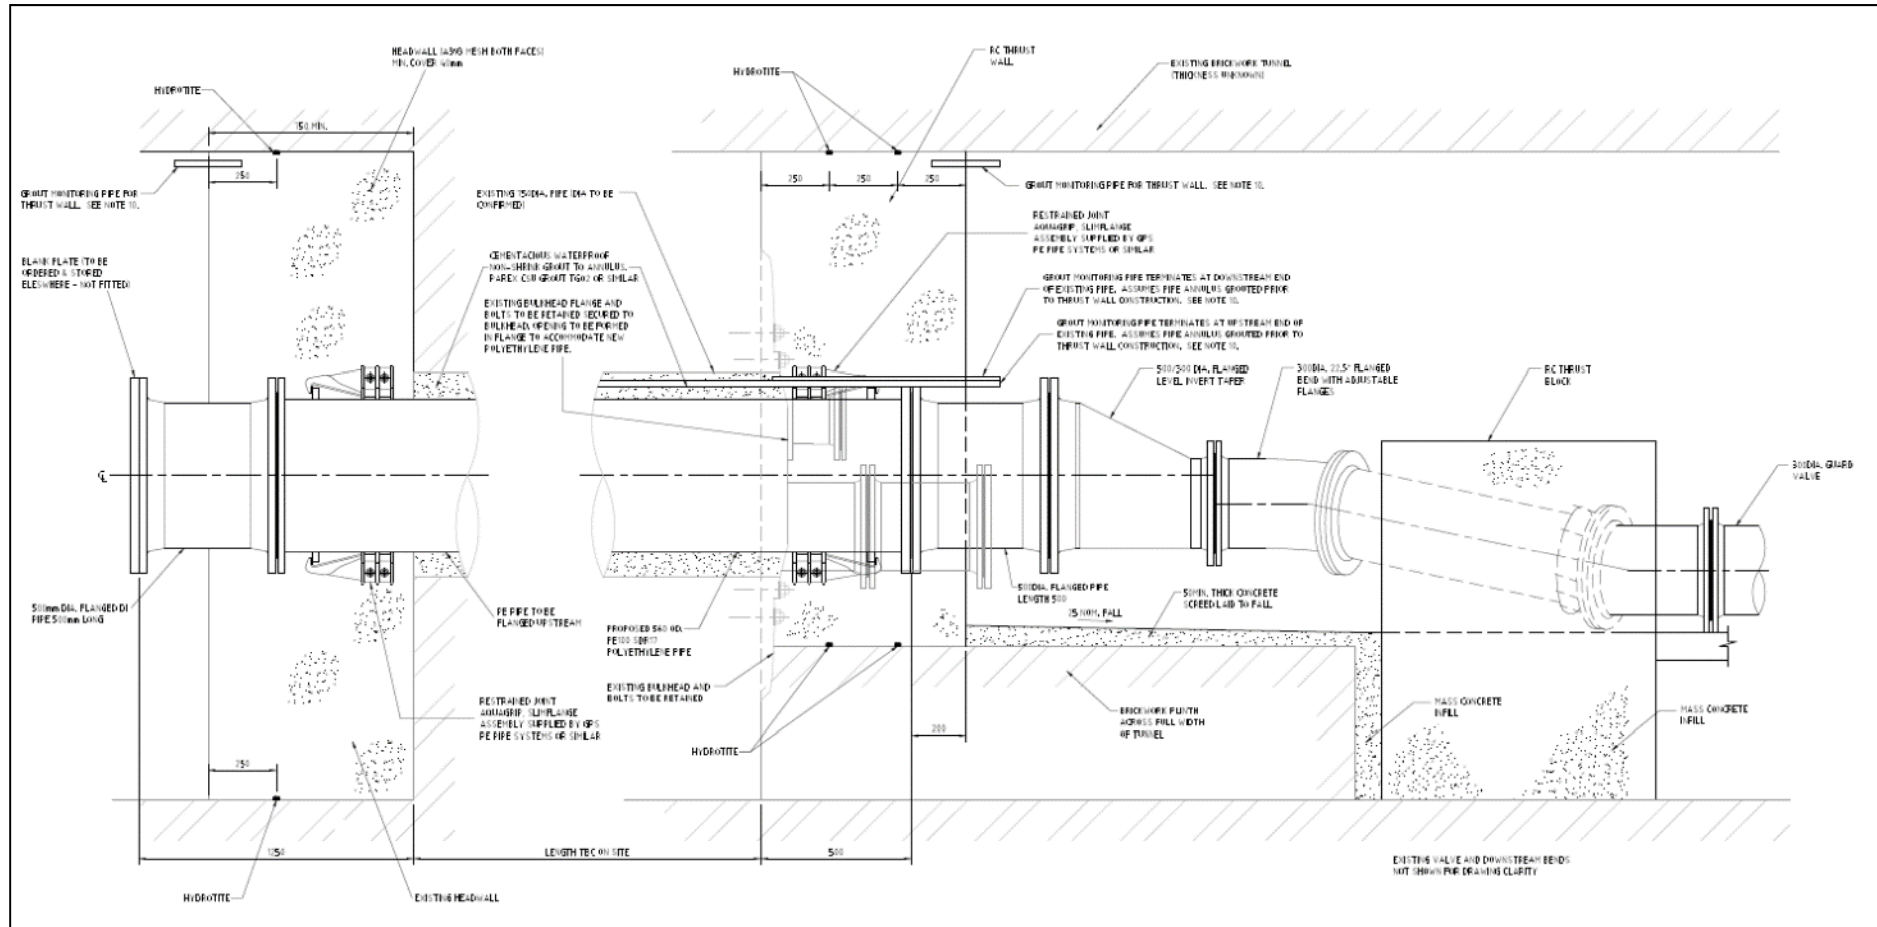 HEADWALL (A393 MESH BOTH FACES)
MIN. COVER 40mm
HYDROTITE
750 MIN.
250
GROUT MONITORING PIPE FOR
THRUST WALL. SEE NOTE 10.
BLANK PLATE (TO BE
ORDERED & STORED
ELESWHERE - NOT FITTED)
500mm DIA. FLANGED DI
PIPE 500mm LONG
EXISTING 750DIA. PIPE (DIA TO BE
CONFIRMED)
CEMENTACIOUS WATERPROOF
NON-SHRINK GROUT TO ANNULUS.
PAREX CSU GROUT TG02 OR SIMILAR
EXISTING BULKHEAD FLANGE AND
BOLTS TO BE RETAINED SECURED TO
BULKHEAD, OPENING TO BE FORMED
IN FLANGE TO ACCOMMODATE NEW
POLYETHYLENE PIPE.
PE PIPE TO BE
FLANGED UPSTREAM
RESTRAINED JOINT
AQUAGRIP, SLIMFLANGE
ASSEMBLY SUPPLIED BY GPS
PE PIPE SYSTEMS OR SIMILAR
PROPOSED 560 OD.
PE100 SDR17
POLYETHYLENE PIPE
EXISTING BULKHEAD AND
BOLTS TO BE RETAINED
HYDROTITE
250
1250
LENGTH TBC ON SITE
500
HYDROTITE
EXISTING HEADWALL
HYDROTITE
RC THRUST
WALL
EXISTING BRICKWORK TUNNEL
(THICKNESS UNKNOWN)
250
250
250
GROUT MONITORING PIPE FOR THRUST WALL. SEE NOTE 10.
RESTRAINED JOINT
AQUAGRIP, SLIMFLANGE
ASSEMBLY SUPPLIED BY GPS
PE PIPE SYSTEMS OR SIMILAR
GROUT MONITORING PIPE TERMINATES AT DOWNSTREAM END
OF EXISTING PIPE. ASSUMES PIPE ANNULUS GROUTED PRIOR
TO THRUST WALL CONSTRUCTION. SEE NOTE 10.
GROUT MONITORING PIPE TERMINATES AT UPSTREAM END OF
EXISTING PIPE. ASSUMES PIPE ANNULUS GROUTED PRIOR TO
THRUST WALL CONSTRUCTION. SEE NOTE 10.
500/300 DIA. FLANGED
LEVEL INVERT TAPER
300DIA. 22.5° FLANGED
BEND WITH ADJUSTABLE
FLANGES
RC THRUST
BLOCK
300DIA. GUARD
VALVE
500DIA. FLANGED PIPE
LENGTH 500
25 NOM. FALL
50MIN. THICK CONCRETE
SCREED LAID TO FALL
BRICKWORK PLINTH
ACROSS FULL WIDTH
OF TUNNEL
200
MASS CONCRETE
INFILL
MASS CONCRETE
INFILL
EXISTING VALVE AND DOWNSTREAM BENDS
NOT SHOWN FOR DRAWING CLARITY